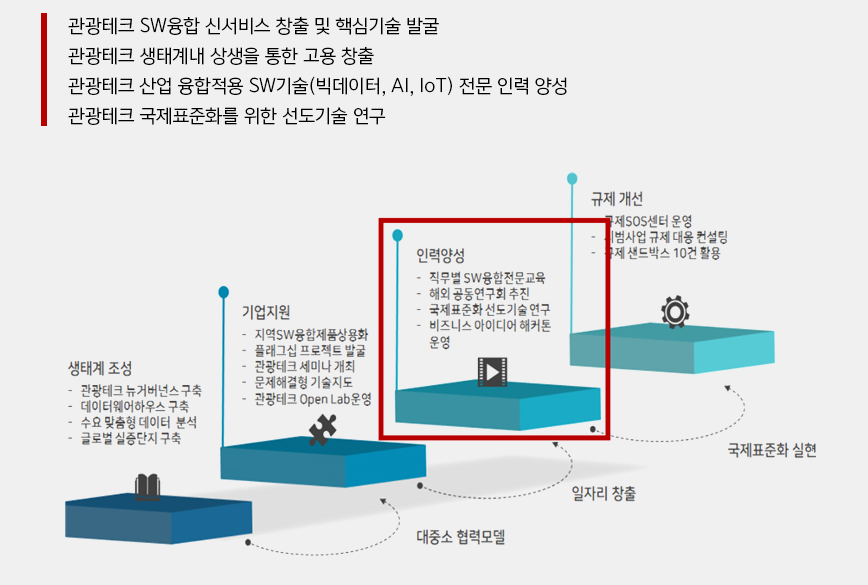 관광테크 SW융합 신서비스 창출 및 핵심기술 발굴
관광테크 생태계내 상생을 통한 고용 창출
관광테크 산업 융합적용 SW기술(빅데이터, AI, IoT) 전문 인력 양성
관광테크 국제표준화를 위한 선도기술 연구
생태계 조성
- 관광테크 뉴거버넌스 구축
- 데이터웨어하우스 구축
- 수요 맞춤형 데이터 분석
- 글로벌 실증단지 구축
기업지원
- 지역SW융합제품상용화
- 플래그십 프로젝트 발굴
- 관광테크 세미나 개최
- 문제해결형 기술지도
- 관광테크 Open Lab운영
인력양성
- 직무별 SW융합전문교육
- 해외 공동연구회 추진
- 국제표준화 선도기술 연구
- 비즈니스 아이디어 해커톤
운영
규제 개선
규제SOS센터 운영
- 시범사업 규제 대응 컨설팅
- 규제 샌드박스 10건 활용
대중소 협력모델
일자리 창출
국제표준화 실현